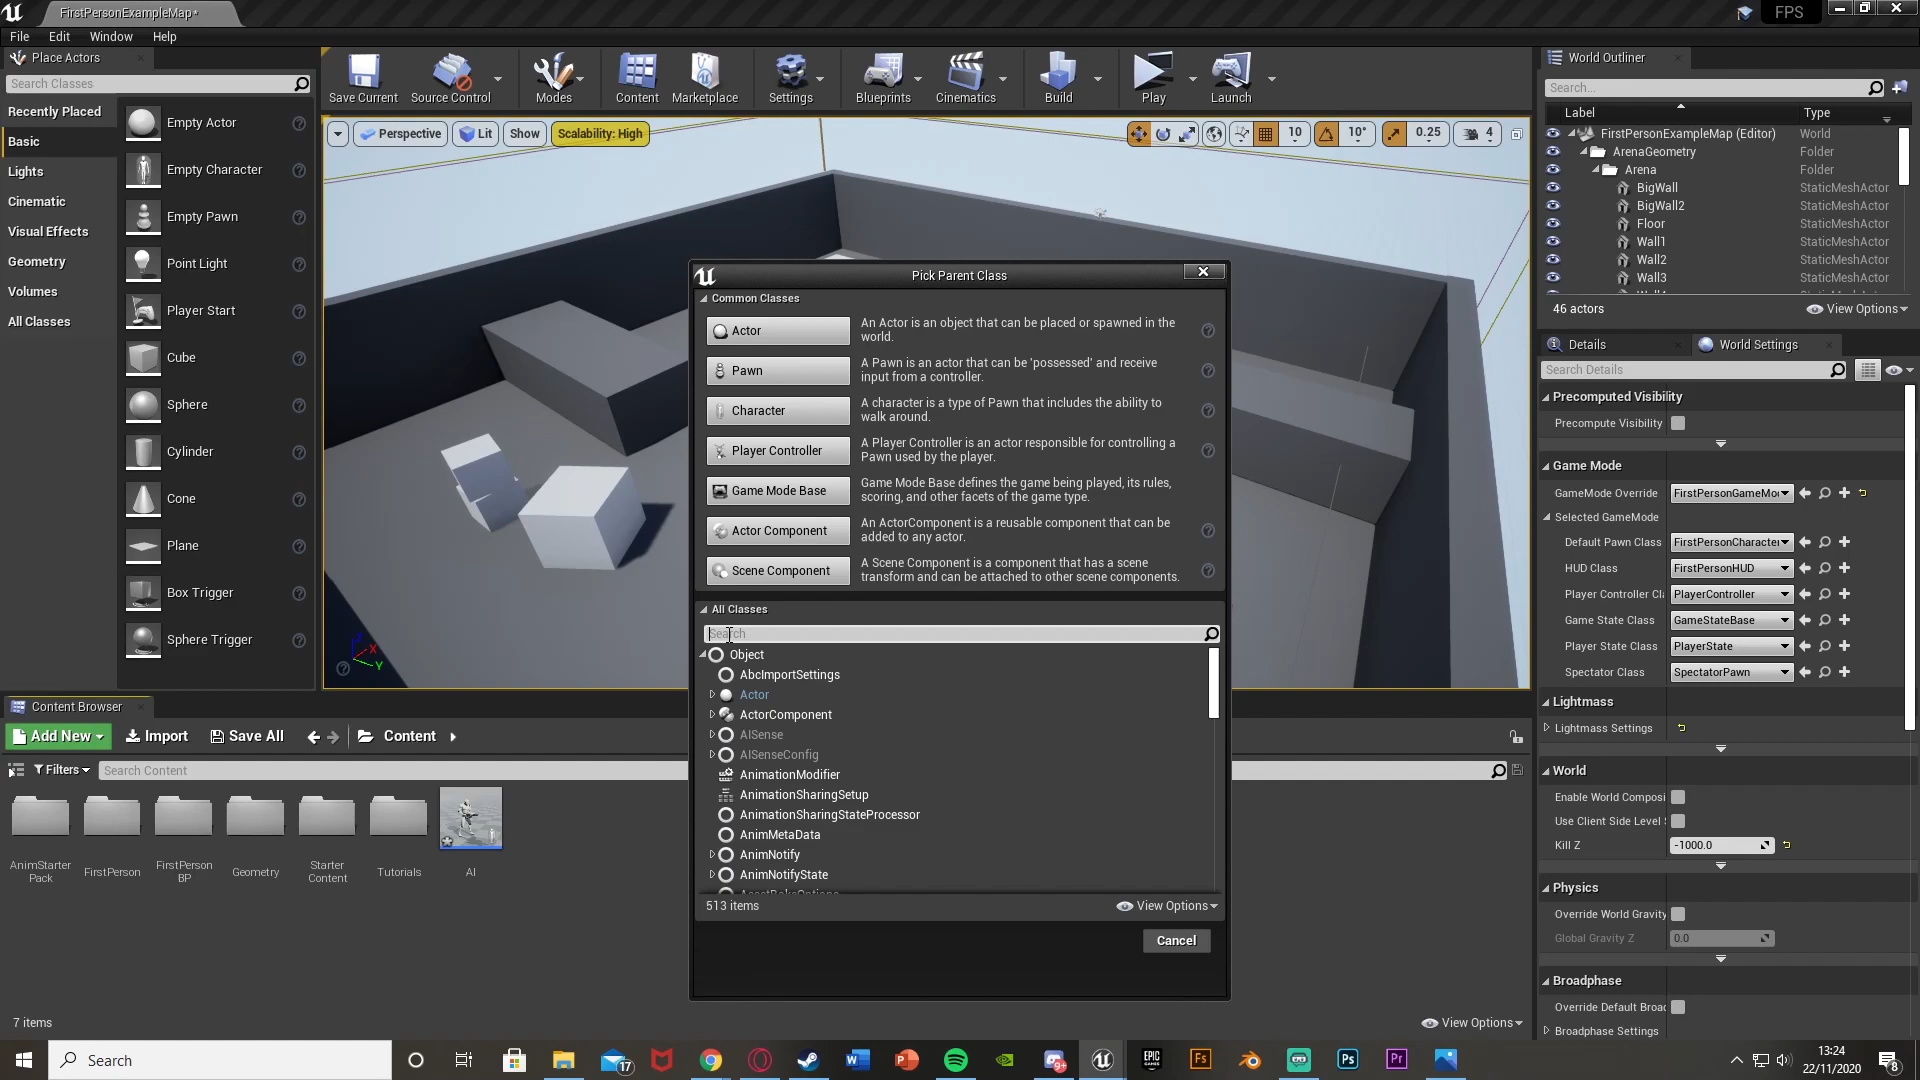 FirstPersonExampleMap*
FPS
File Edit Window Help
Place Actors
Search Classes
Recently Placed
Basic
Lights
Cinematic
Visual Effects
Geometry
Volumes
All Classes
Empty Actor
Empty Character
Empty Pawn
Point Light
Player Start
Cube
Sphere
Cylinder
Cone
Plane
Box Trigger
Sphere Trigger
Save Current Source Control Modes Content Marketplace Settings Blueprints Cinematics Build Play Launch
Perspective Lit Show Scalability: High
10 10° 0.25 4
X
Y
Pick Parent Class
Common Classes
Actor
An Actor is an object that can be placed or spawned in the
world.
Pawn
A Pawn is an actor that can be 'possessed' and receive
input from a controller.
Character
A character is a type of Pawn that includes the ability to
walk around.
Player Controller
A Player Controller is an actor responsible for controlling a
Pawn used by the player.
Game Mode Base
Game Mode Base defines the game being played, its rules,
scoring, and other facets of the game type.
Actor Component
An ActorComponent is a reusable component that can be
added to any actor.
Scene Component
A Scene Component is a component that has a scene
transform and can be attached to other scene components.
All Classes
Search
Object
AbcImportSettings
Actor
ActorComponent
AISense
AISenseConfig
AnimationModifier
AnimationSharingSetup
AnimationSharingStateProcessor
AnimMetaData
AnimNotify
AnimNotifyState
513 items
View Options
Cancel
World Outliner
Search...
Label Type
FirstPersonExampleMap (Editor) World
ArenaGeometry Folder
Arena Folder
BigWall StaticMeshActor
BigWall2 StaticMeshActor
Floor StaticMeshActor
Wall1 StaticMeshActor
Wall2 StaticMeshActor
Wall3 StaticMeshActor
46 actors
View Options
Details World Settings
Search Details
Precomputed Visibility
Precompute Visibility
Game Mode
GameMode Override FirstPersonGameMo
Selected GameMode
Default Pawn Class FirstPersonCharacter
HUD Class FirstPersonHUD
Player Controller Cl PlayerController
Game State Class GameStateBase
Player State Class PlayerState
Spectator Class SpectatorPawn
Lightmass
Lightmass Settings
World
Enable World Composi
Use Client Side Level
Kill Z -1000.0
Physics
Override World Gravity
Global Gravity Z 0.0
Broadphase
Override Default Broa
Broadphase Settings
Content Browser
Add New Import Save All Content
Filters Search Content
AnimStarter
Pack
FirstPerson
FirstPerson
BP
Geometry
Starter
Content
Tutorials
AI
7 items
View Options
Search
17
W
P
9+
EPIC
GAMES
Fs
Ps
Pr
13:24
22/11/2020
8